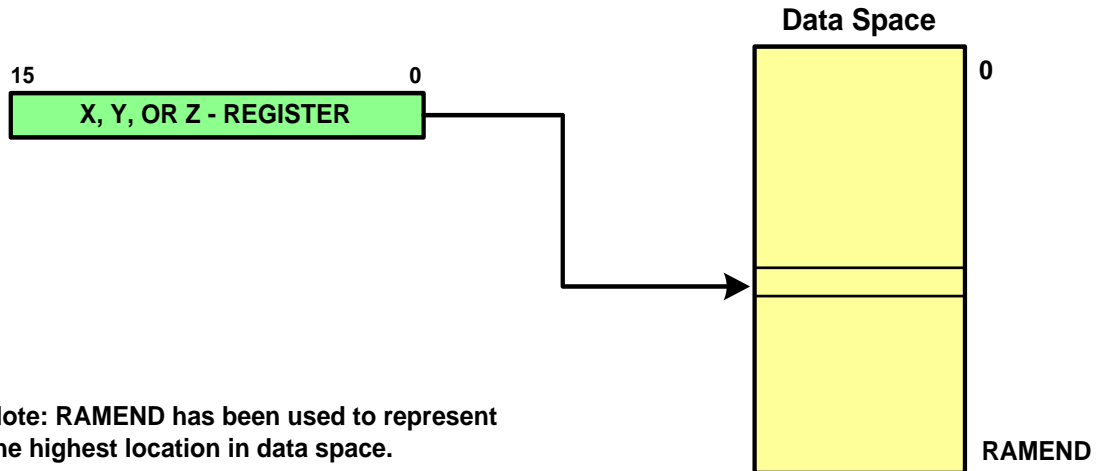 Data Space
15
0
0
X, Y, OR Z - REGISTER
ote: RAMEND has been used to represent
he highest location in data space.
RAMEND